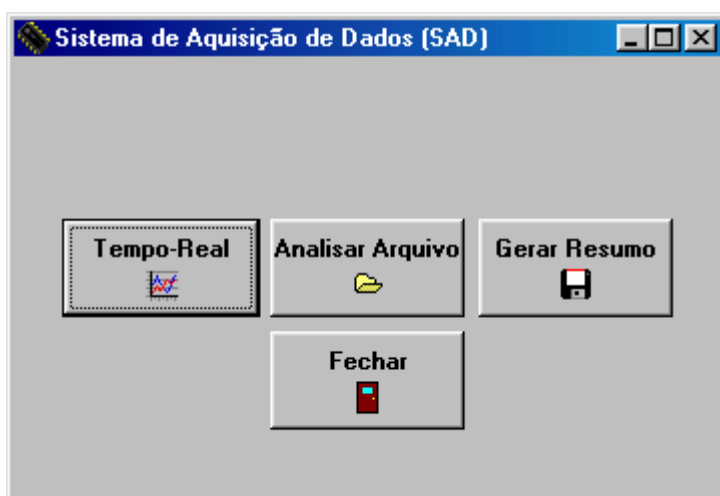 Sistema de Aquisição de Dados (SAD)
Tempo-Real
Analisar Arquivo
Gerar Resumo
Fechar